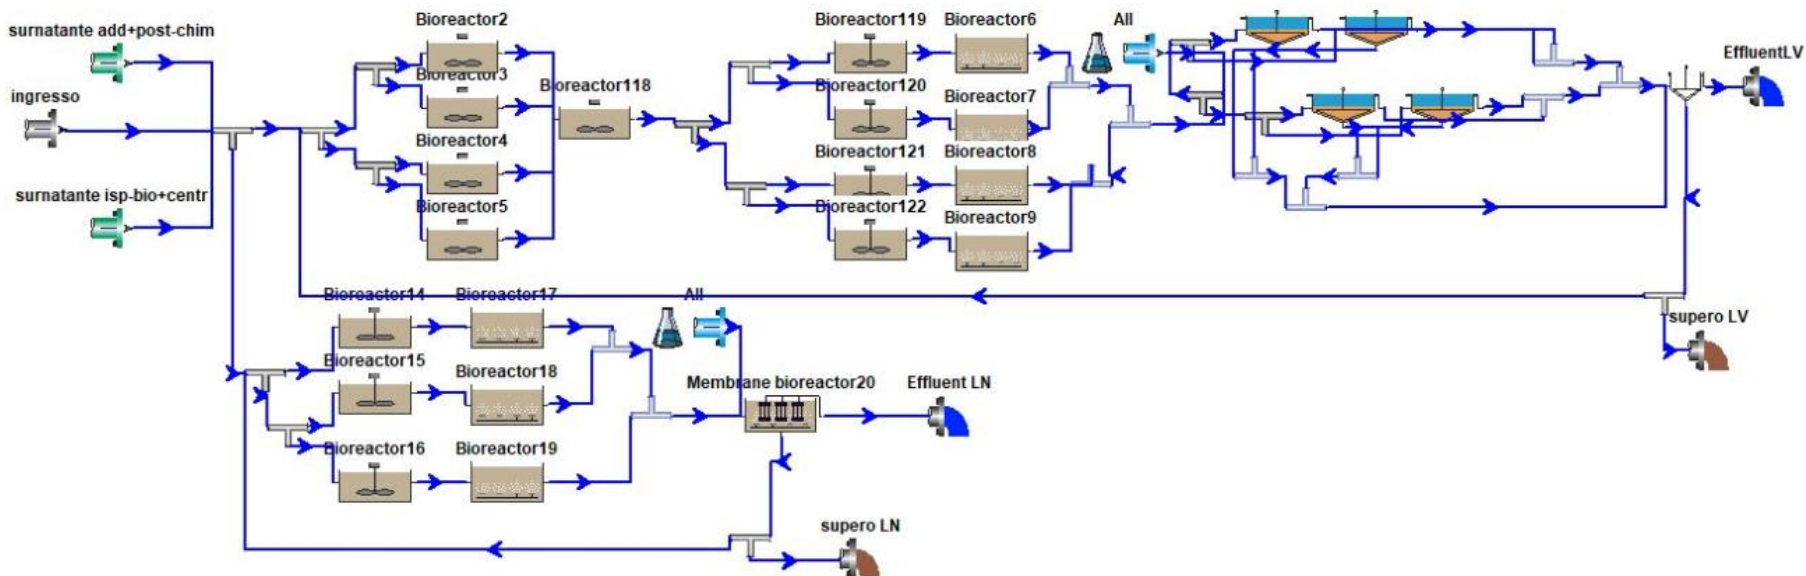 surnatante add+post-chim
ingresso
surnatante isp-bio+centr
Bioreactor2
Bioreactor3
Bioreactor4
Bioreactor5
Bioreactor118
Bioreactor119
Bioreactor6
Bioreactor120
Bioreactor7
Bioreactor121
Bioreactor8
Bioreactor122
Bioreactor9
All
EffluentLV
supero LV
Bioreactor14
Bioreactor17
Bioreactor15
Bioreactor18
Bioreactor16
Bioreactor19
All
Membrane bioreactor20
Effluent LN
supero LN